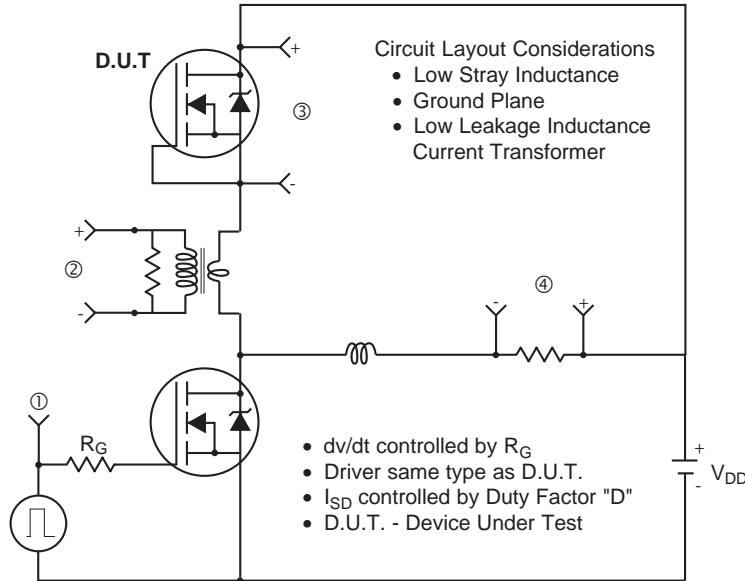 D.U.T
+
③
-
Circuit Layout Considerations
• Low Stray Inductance
• Ground Plane
• Low Leakage Inductance
Current Transformer
+
②
-
④
- +
①
R_G
• dv/dt controlled by R_G
• Driver same type as D.U.T.
• I_SD controlled by Duty Factor "D"
• D.U.T. - Device Under Test
+
V_DD
-